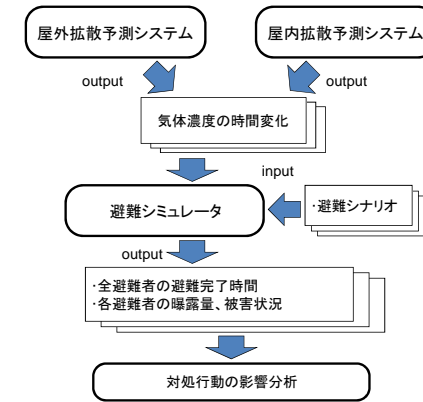 屋外拡散予測システム
屋内拡散予測システム
output
output
気体濃度の時間変化
input
避難シミュレータ
・避難シナリオ
output
・全避難者の避難完了時間
・各避難者の曝露量、被害状況
対処行動の影響分析